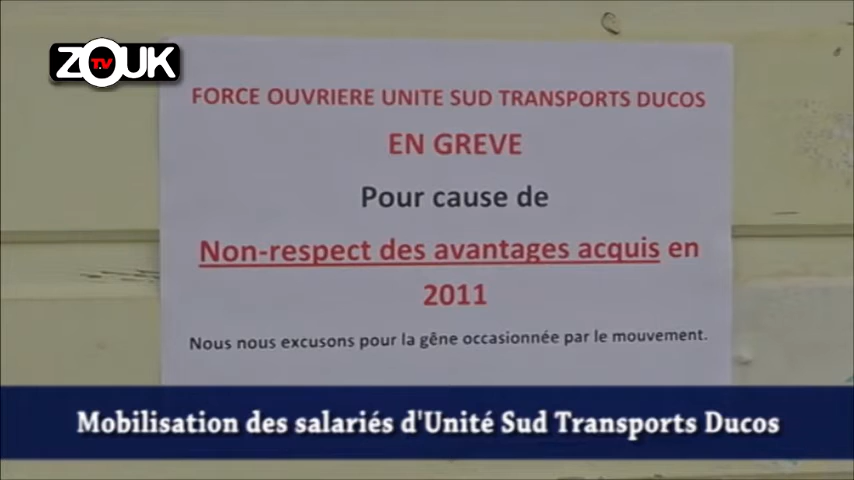 ZOUK TV
FORCE OUVRIERE UNITE SUD TRANSPORTS DUCOS
EN GREVE
Pour cause de
Non-respect des avantages acquis en
2011
Nous nous excusons pour la gêne occasionnée par le mouvement.
Mobilisation des salariés d'Unité Sud Transports Ducos